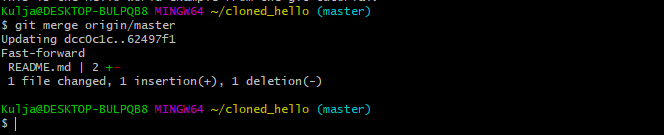 Kulja@DESKTOP-BULPQB8 MINGW64 ~/cloned_hello (master)
$ git merge origin/master
Updating dcc0c1c..62497f1
Fast-forward
 README.md | 2 +-
 1 file changed, 1 insertion(+), 1 deletion(-)

Kulja@DESKTOP-BULPQB8 MINGW64 ~/cloned_hello (master)
$